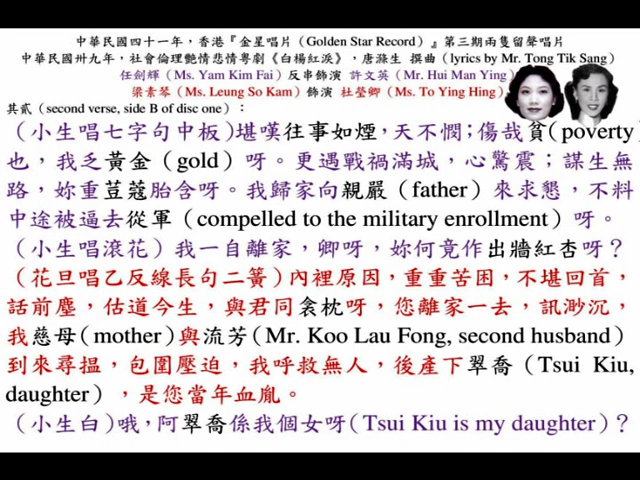 中華民國四十一年，香港『金星唱片（Golden Star Record）』第三期兩隻留聲唱片
中華民國卅九年，社會倫理艷情悲情粵劇《白楊紅淚》，唐滌生 撰曲（lyrics by Mr. Tong Tik Sang）
任劍輝（Ms. Yam Kim Fai）反串飾演 許文英（Mr. Hui Man Ying）
梁素琴（Ms. Leung So Kam）飾演 杜瑩卿（Ms. To Ying Hing）。
其貳（second verse, side B of disc one）：
（小生唱七字句中板）堪嘆往事如煙，天不憫；傷哉貧（poverty）
也，我乏黃金（gold）呀。更遇戰禍滿城，心驚震；謀生無
路，妳重荳蔻胎含呀。我歸家向親嚴（father）來求懇，不料
中途被逼去從軍（compelled to the military enrollment）呀。
（小生唱滾花）我一自離家，卿呀，妳何竟作出牆紅杏呀？
（花旦唱乙反線長句二簧）內裡原因，重重苦困，不堪回首，
話前塵，估道今生，與君同衾枕呀，您離家一去，訊渺沉，
我慈母（mother）與流芳（Mr. Koo Lau Fong, second husband）
到來尋搵，包圍壓迫，我呼救無人，後產下翠喬（Tsui Kiu,
daughter），是您當年血胤。
（小生白）哦，阿翠喬係我個女呀（Tsui Kiu is my daughter）？